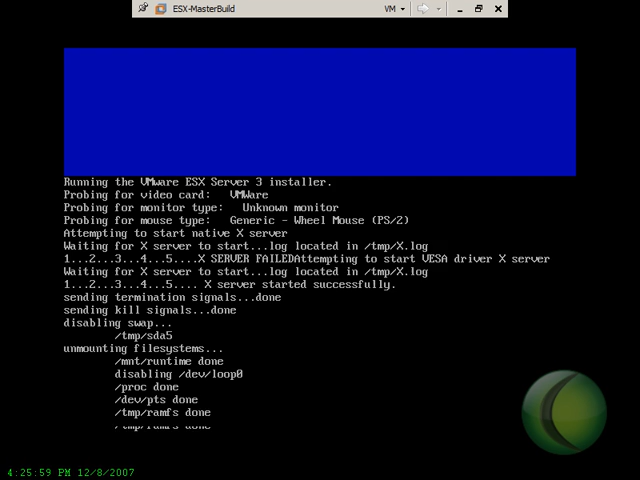 ESX-MasterBuild VM
Running the VMware ESX Server 3 installer.
Probing for video card: VMWare
Probing for monitor type: Unknown monitor
Probing for mouse type: Generic - Wheel Mouse (PS/2)
Attempting to start native X server
Waiting for X server to start...log located in /tmp/X.log
1...2...3...4...5....X SERVER FAILEDAttempting to start VESA driver X server
Waiting for X server to start...log located in /tmp/X.log
1...2...3...4...5.... X server started successfully.
sending termination signals...done
sending kill signals...done
disabling swap...
/tmp/sda5
unmounting filesystems...
/mnt/runtime done
disabling /dev/loop0
/proc done
/dev/pts done
/tmp/ramfs done
/tmp/ramfs done
4:25:59 PM 12/8/2007